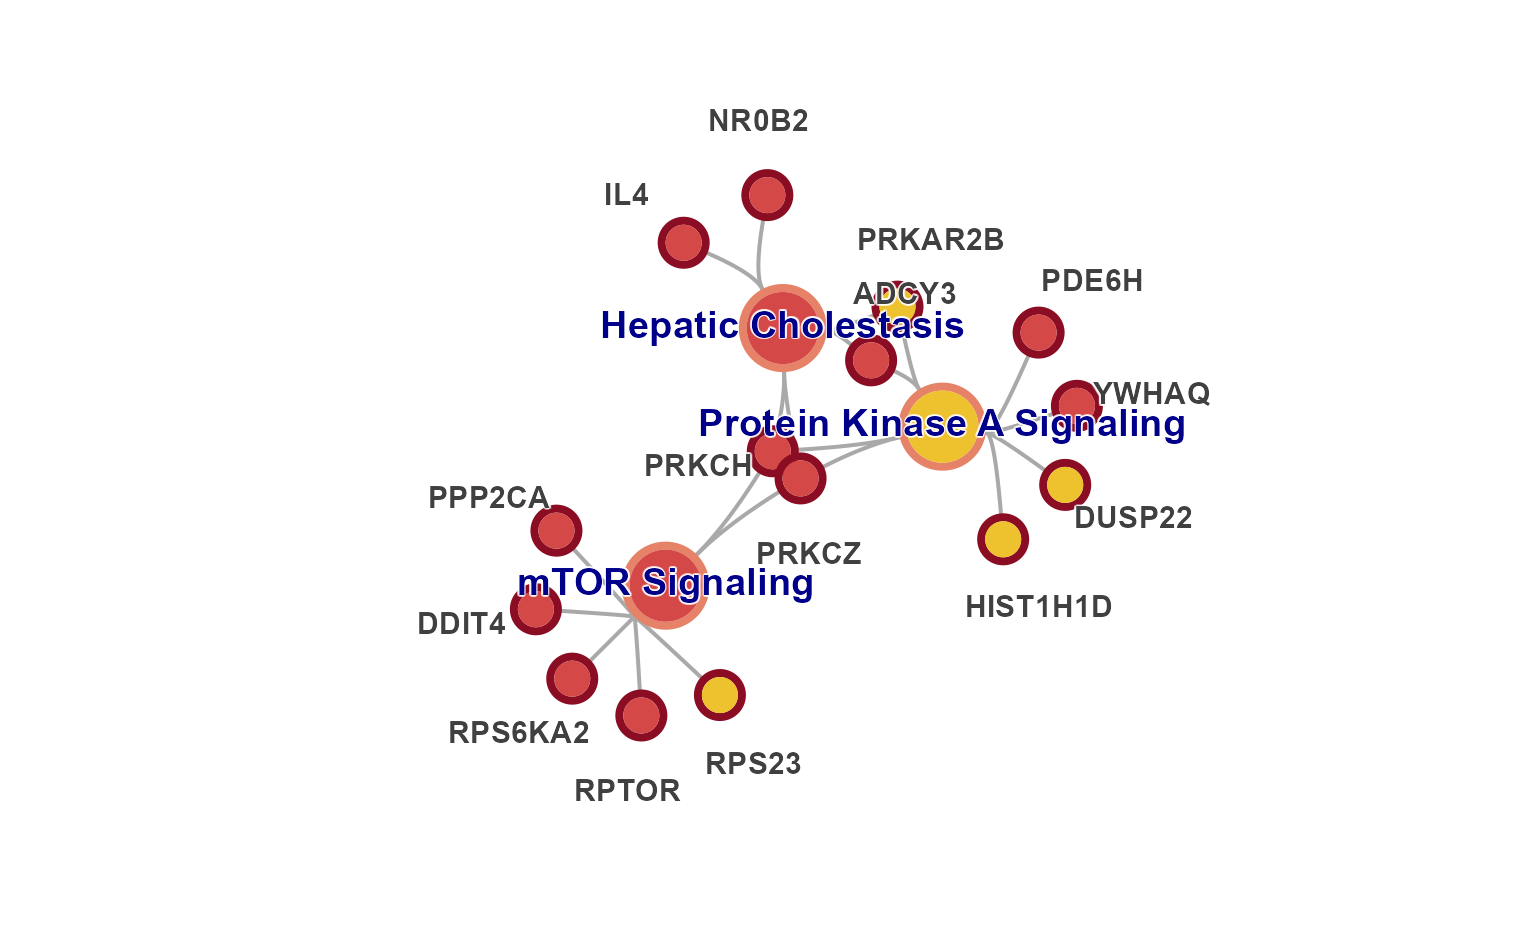 NR0B2
IL4
PRKAR2B
PDE6H
ADCY3
Hepatic Cholestasis
YWHAQ
Protein Kinase A Signaling
PRKCH
PPP2CA
DUSP22
PRKCZ
mTOR Signaling
HIST1H1D
DDIT4
RPS6KA2
RPS23
RPTOR